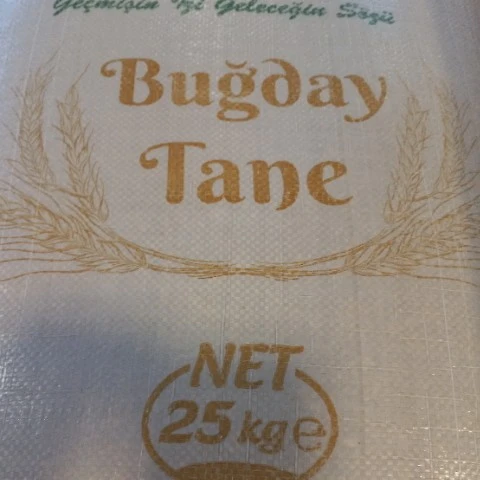 Geçmişin İzi Geleceğin Sözü
Buğday
Tane
NET
25 kg e